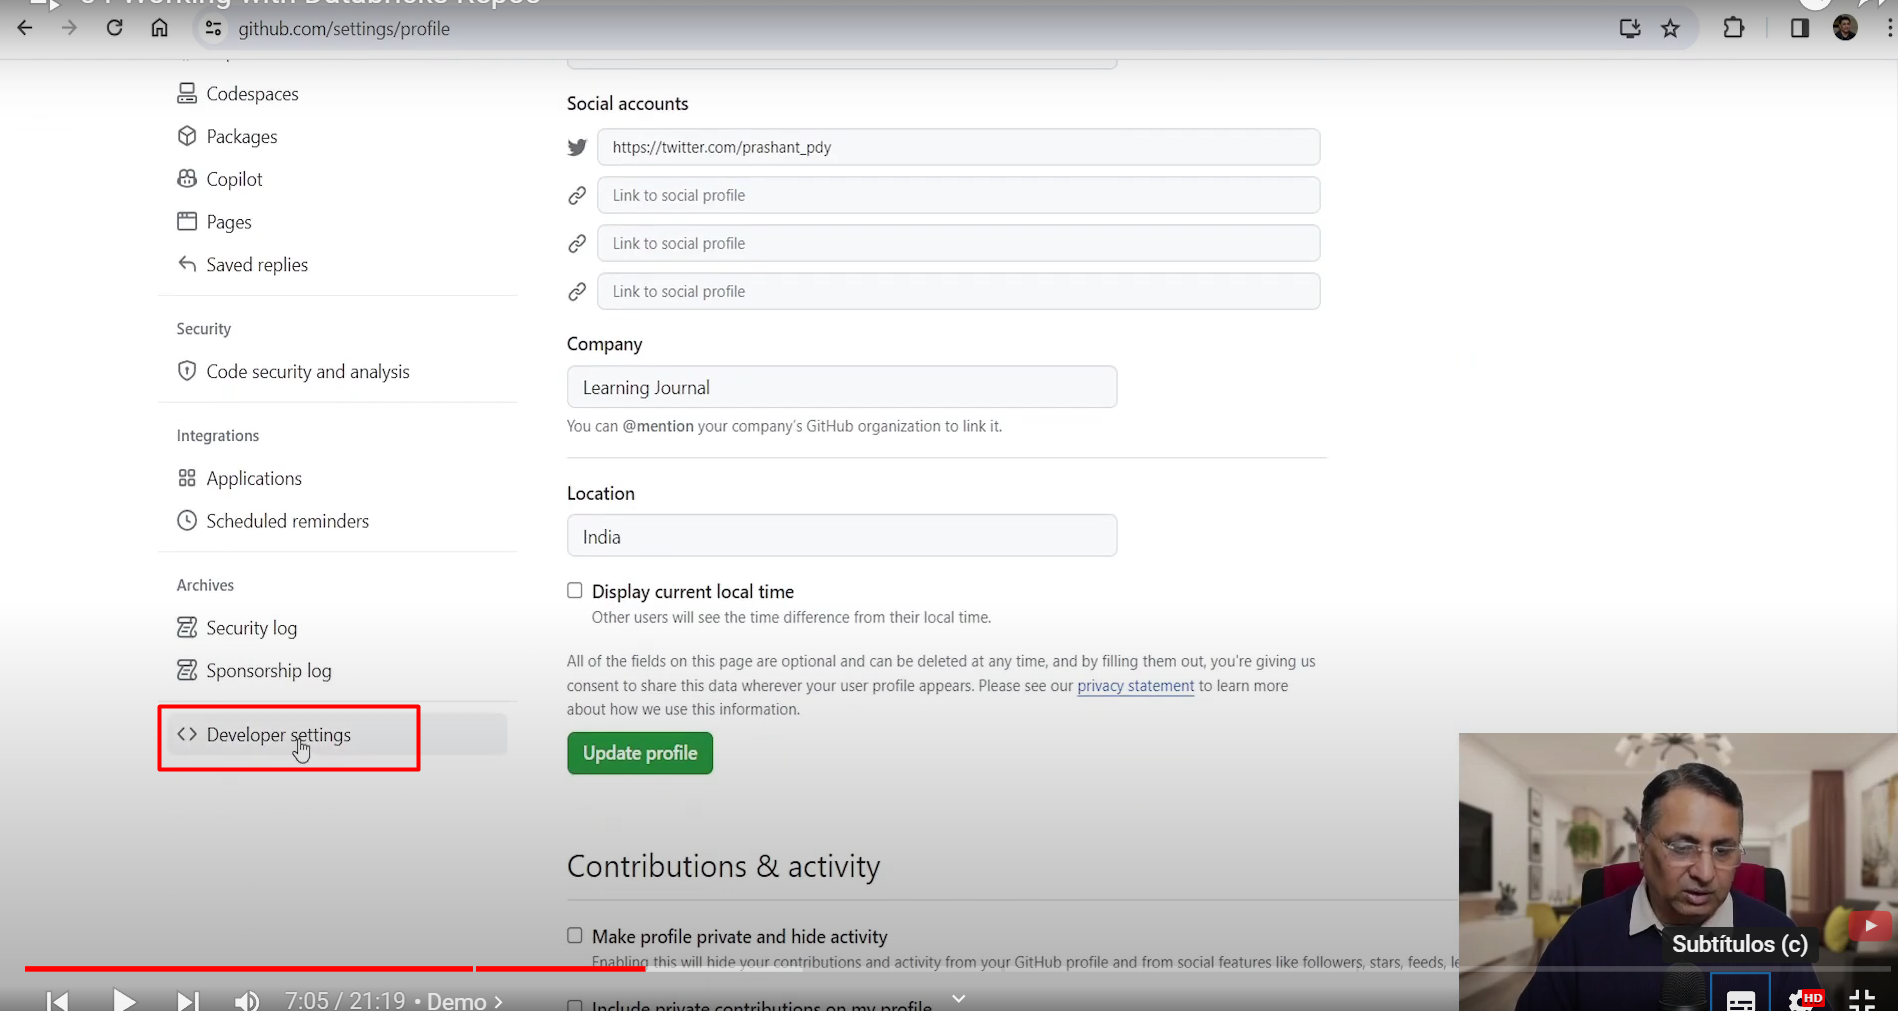 Working with Databricks Repos
github.com/settings/profile
Codespaces
Packages
Copilot
Pages
Saved replies
Security
Code security and analysis
Integrations
Applications
Scheduled reminders
Archives
Security log
Sponsorship log
Developer settings
Social accounts
https://twitter.com/prashant_pdy
Link to social profile
Link to social profile
Link to social profile
Company
Learning Journal
You can @mention your company's GitHub organization to link it.
Location
India
Display current local time
Other users will see the time difference from their local time.
All of the fields on this page are optional and can be deleted at any time, and by filling them out, you're giving us
consent to share this data wherever your user profile appears. Please see our privacy statement to learn more
about how we use this information.
Update profile
Contributions & activity
Make profile private and hide activity
Enabling this will hide your contributions and activity from your GitHub profile and from social features like followers, stars, feeds,
Include private contributions on my profile
Subtítulos (c)
7:05 / 21:19 • Demo
HD